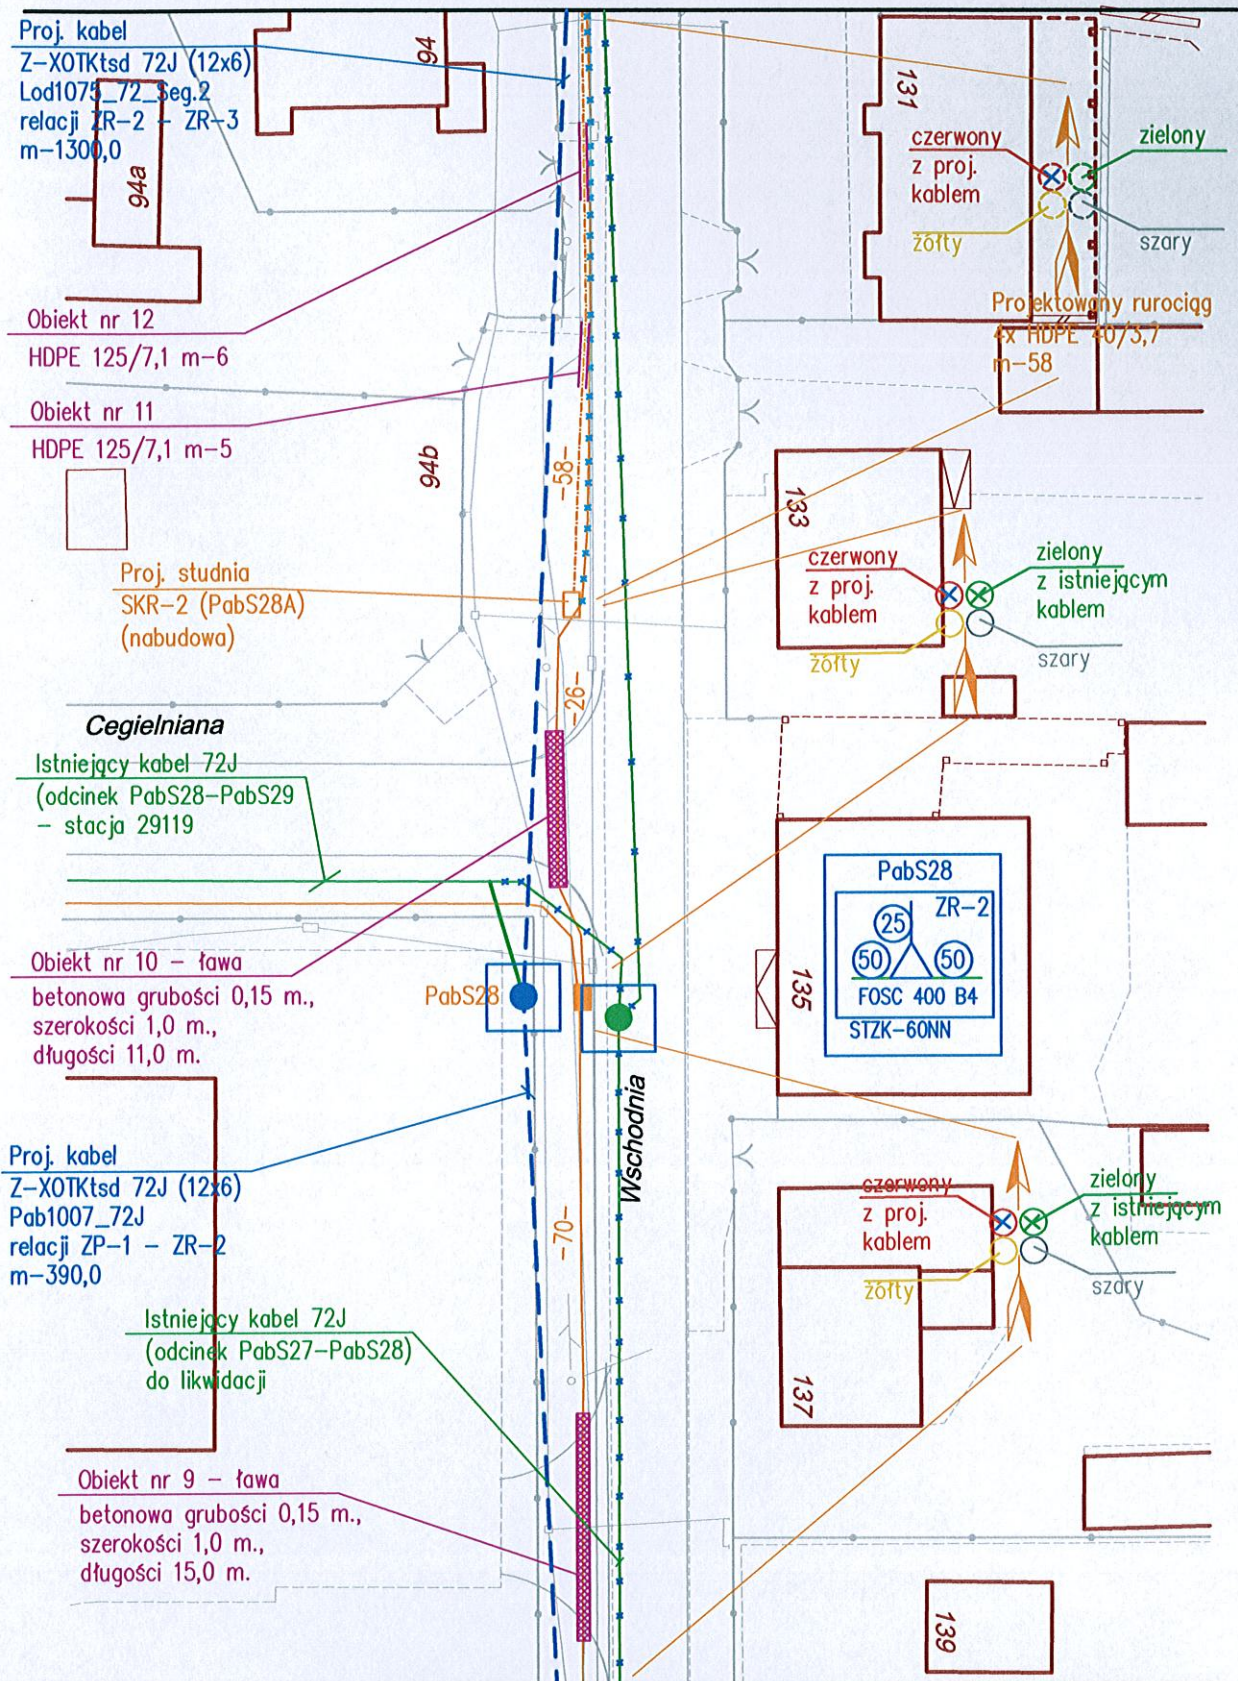 Proj. kabel
Z-XOTKtsd 72J (12x6)
Lod1075_72_Seg.2
relacji ZR-2 - ZR-3
m-1300,0
94
94a
131
czerwony
z proj.
kablem
zielony
żółty
szary
Projektowany rurociąg
4x HDPE 40/3,7
m-58
Obiekt nr 12
HDPE 125/7,1 m-6
Obiekt nr 11
HDPE 125/7,1 m-5
94b
-58-
133
czerwony
z proj.
kablem
zielony
z istniejącym
kablem
żółty
szary
Proj. studnia
SKR-2 (PabS28A)
(nabudowa)
-26-
Cegielniana
Istniejący kabel 72J
(odcinek PabS28-PabS29
- stacja 29119
PabS28
ZR-2
25
50
50
FOSC 400 B4
STZK-60NN
135
Obiekt nr 10 - ława
betonowa grubości 0,15 m.,
szerokości 1,0 m.,
długości 11,0 m.
PabS28
Wschodnia
Proj. kabel
Z-XOTKtsd 72J (12x6)
Pab1007_72J
relacji ZP-1 - ZR-2
m-390,0
-70-
czerwony
z proj.
kablem
zielony
z istniejącym
kablem
żółty
szary
137
Istniejący kabel 72J
(odcinek PabS27-PabS28)
do likwidacji
Obiekt nr 9 - ława
betonowa grubości 0,15 m.,
szerokości 1,0 m.,
długości 15,0 m.
139